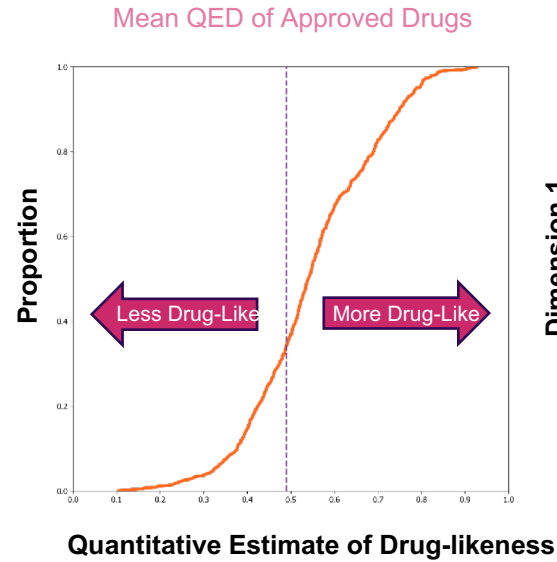 Mean QED of Approved Drugs
1.0
0.8
0.6
0.4
0.2
0.0
Proportion
Less Drug-Like
More Drug-Like
Dimension 1
0.0 0.1 0.2 0.3 0.4 0.5 0.6 0.7 0.8 0.9 1.0
Quantitative Estimate of Drug-likeness